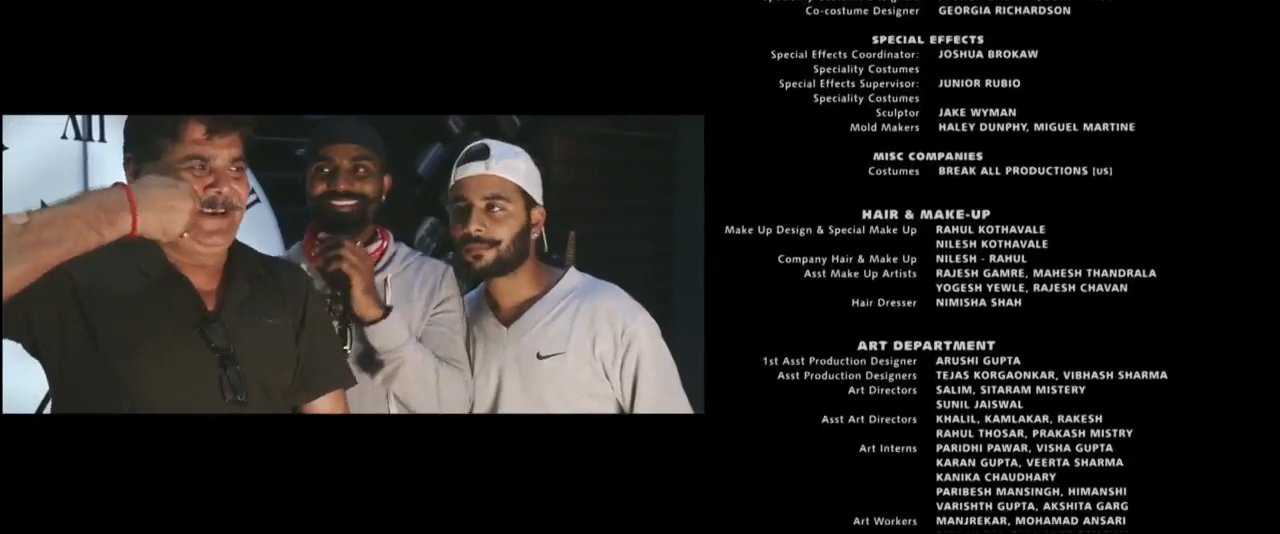 Co-costume Designer GEORGIA RICHARDSON
SPECIAL EFFECTS
Special Effects Coordinator: JOSHUA BROKAW
Speciality Costumes
Special Effects Supervisor: JUNIOR RUBIO
Speciality Costumes
Sculptor JAKE WYMAN
Mold Makers HALEY DUNPHY, MIGUEL MARTINE
MISC COMPANIES
Costumes BREAK ALL PRODUCTIONS [US]
HAIR & MAKE-UP
Make Up Design & Special Make Up RAHUL KOTHAVALE
NILESH KOTHAVALE
Company Hair & Make Up NILESH - RAHUL
Asst Make Up Artists RAJESH GAMRE, MAHESH THANDRALA
YOGESH YEWLE, RAJESH CHAVAN
Hair Dresser NIMISHA SHAH
ART DEPARTMENT
1st Asst Production Designer ARUSHI GUPTA
Asst Production Designers TEJAS KORGAONKAR, VIBHASH SHARMA
Art Directors SALIM, SITARAM MISTERY
SUNIL JAISWAL
Asst Art Directors KHALIL, KAMLAKAR, RAKESH
RAHUL THOSAR, PRAKASH MISTRY
Art Interns PARIDHI PAWAR, VISHA GUPTA
KARAN GUPTA, VEERTA SHARMA
KANIKA CHAUDHARY
PARIBESH MANSINGH, HIMANSHI
VARISHTH GUPTA, AKSHITA GARG
Art Workers MANJREKAR, MOHAMAD ANSARI